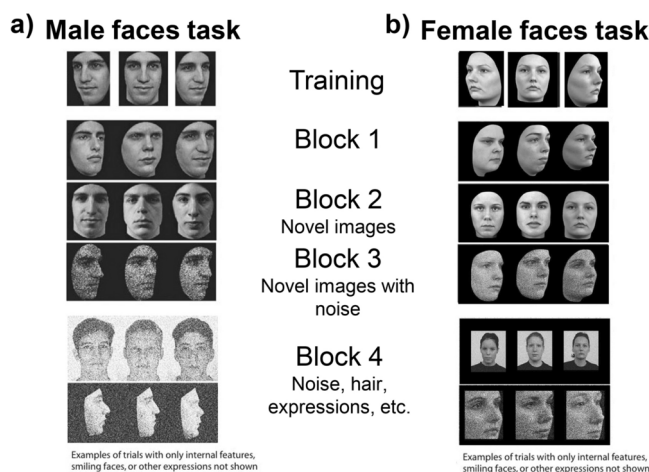 a) Male faces task
b) Female faces task
Training
Block 1
Block 2
Novel images
Block 3
Novel images with
noise
Block 4
Noise, hair,
expressions, etc.
Examples of trials with only internal features,
smiling faces, or other expressions not shown
Examples of trials with only internal features,
smiling faces, or other expressions not shown